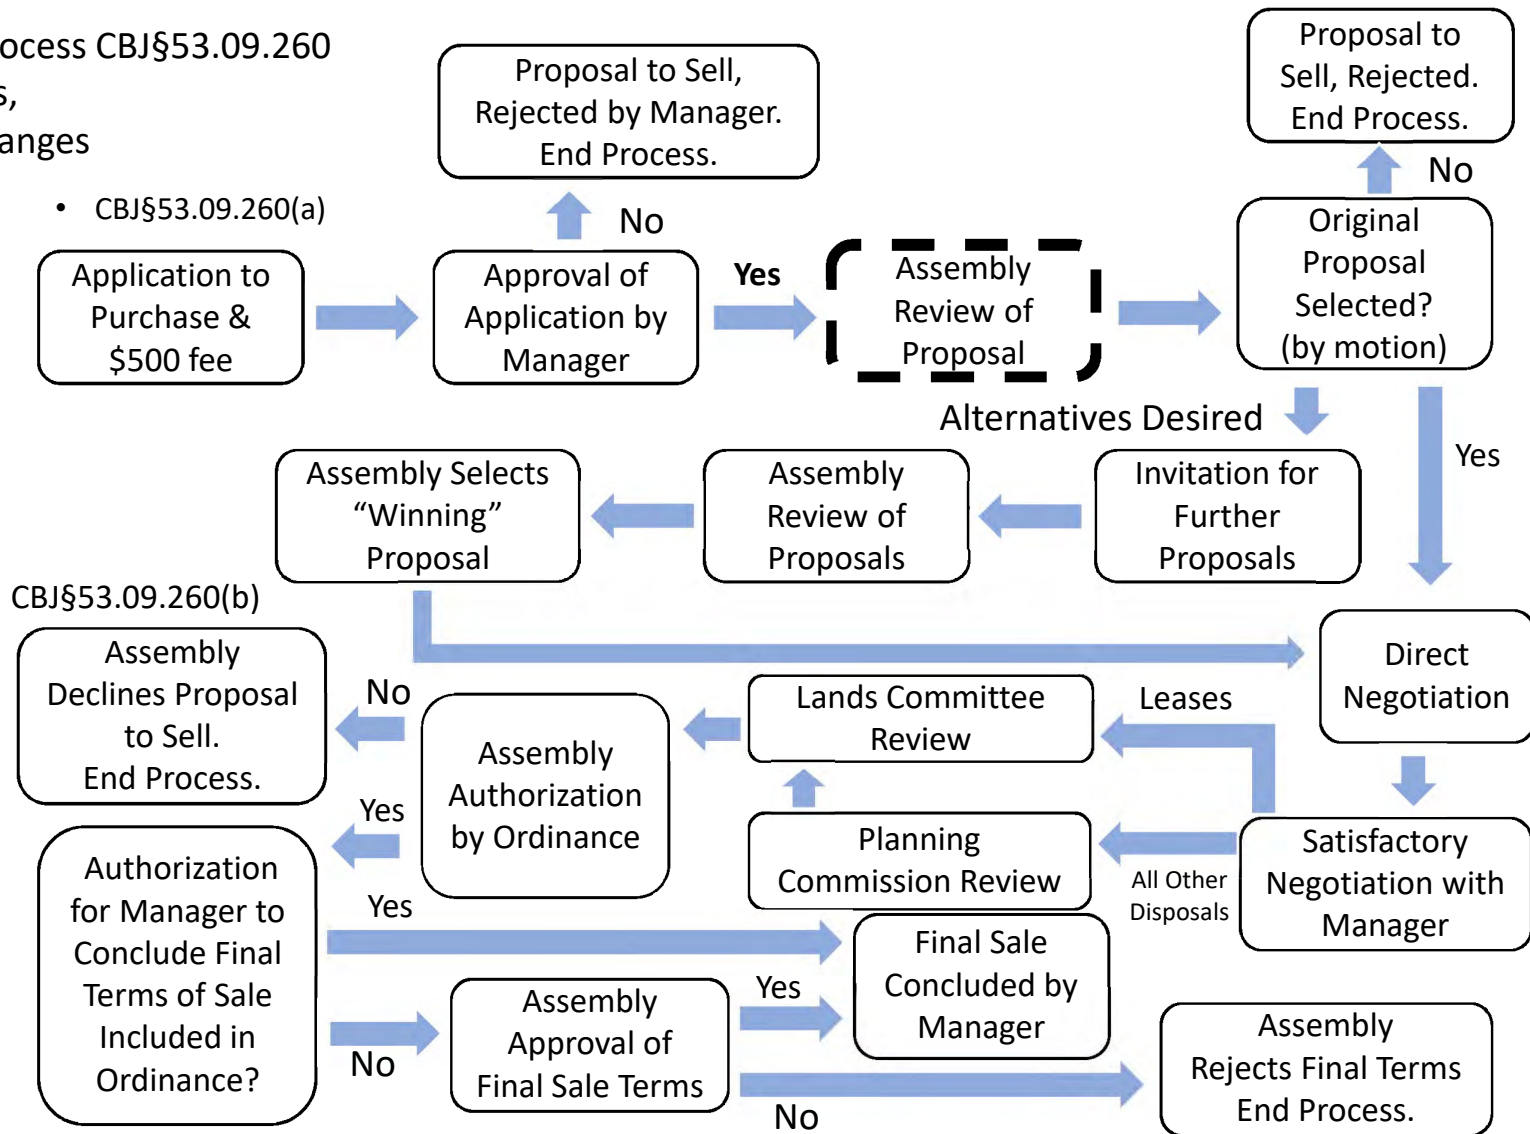 ocess CBJ§53.09.260
s,
anges
• CBJ§53.09.260(a)
Proposal to Sell,
Rejected by Manager.
End Process.
Proposal to
Sell, Rejected.
End Process.
No
No
Application to
Purchase &
$500 fee
Approval of
Application by
Manager
Yes
Assembly
Review of
Proposal
Original
Proposal
Selected?
(by motion)
Alternatives Desired
Yes
Assembly Selects
“Winning”
Proposal
Assembly
Review of
Proposals
Invitation for
Further
Proposals
CBJ§53.09.260(b)
Assembly
Declines Proposal
to Sell.
End Process.
No
Assembly
Authorization
by Ordinance
Lands Committee
Review
Leases
Direct
Negotiation
Yes
Planning
Commission Review
All Other
Disposals
Satisfactory
Negotiation with
Manager
Authorization
for Manager to
Conclude Final
Terms of Sale
Included in
Ordinance?
Yes
Final Sale
Concluded by
Manager
No
Assembly
Approval of
Final Sale Terms
Yes
No
Assembly
Rejects Final Terms
End Process.